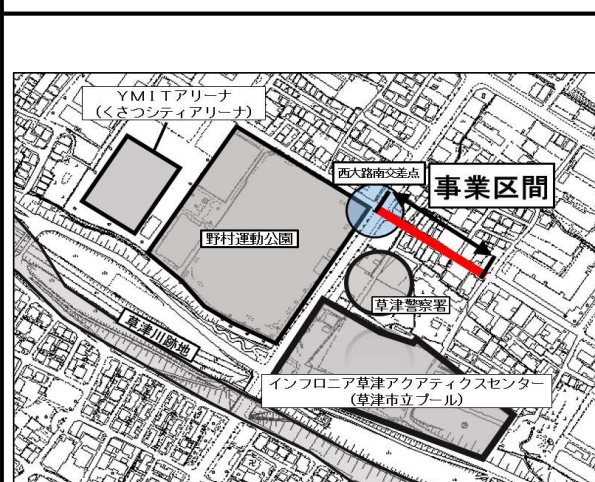 YMITアリーナ
(くさつシティアリーナ)
西大路南交差点
事業区間
野村運動公園
草津警察署
草津川跡地
インフロニア草津アクアティクスセンター
(草津市立プール)